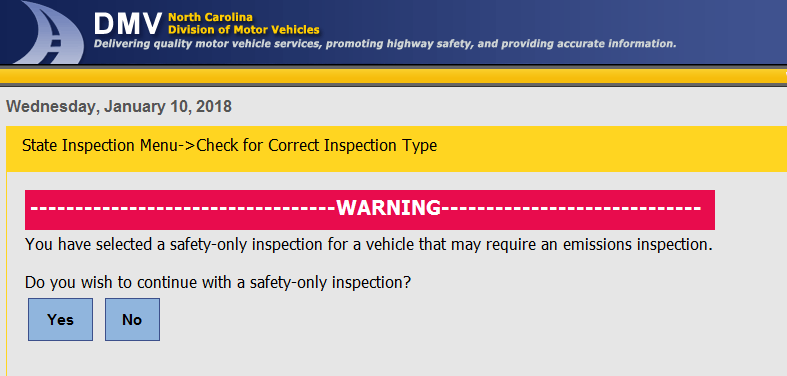 DMV North Carolina
Division of Motor Vehicles
Delivering quality motor vehicle services, promoting highway safety, and providing accurate information.
Wednesday, January 10, 2018
State Inspection Menu->Check for Correct Inspection Type
----------------------------------WARNING-----------------------------
You have selected a safety-only inspection for a vehicle that may require an emissions inspection.
Do you wish to continue with a safety-only inspection?
Yes No